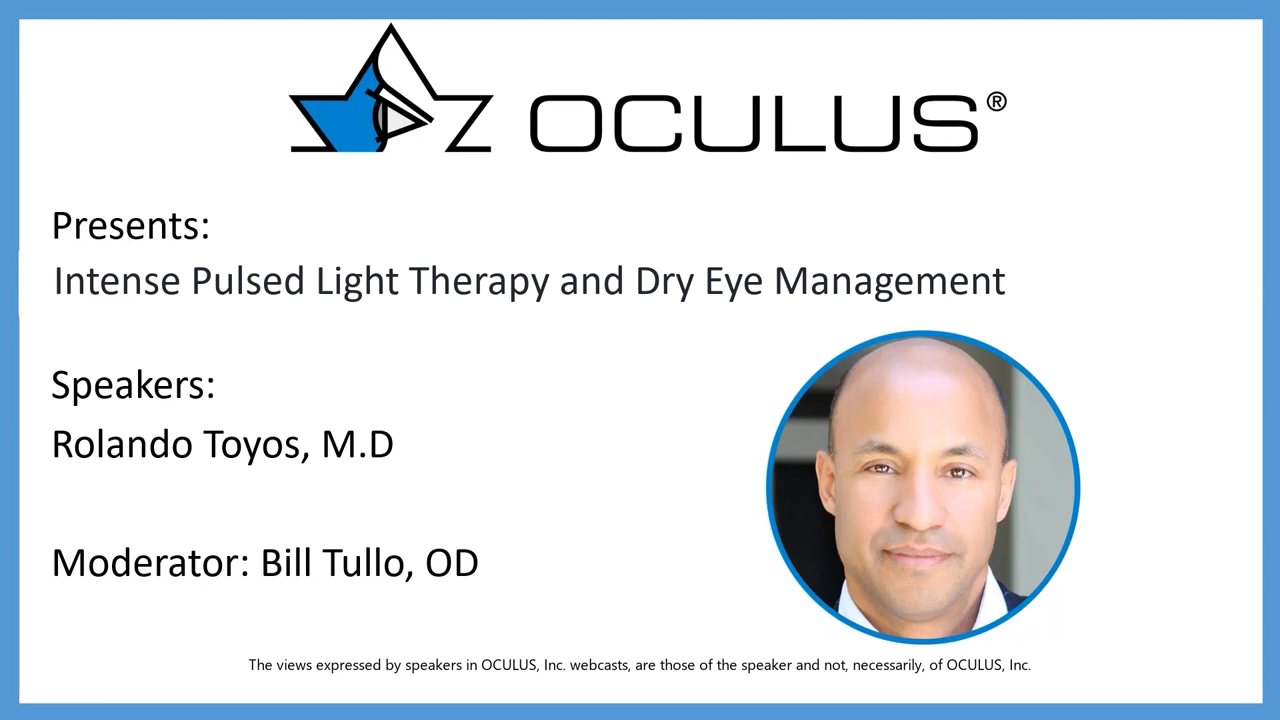 OCULUS®
Presents:
Intense Pulsed Light Therapy and Dry Eye Management
Speakers:
Rolando Toyos, M.D
Moderator: Bill Tullo, OD
The views expressed by speakers in OCULUS, Inc. webcasts, are those of the speaker and not, necessarily, of OCULUS, Inc.